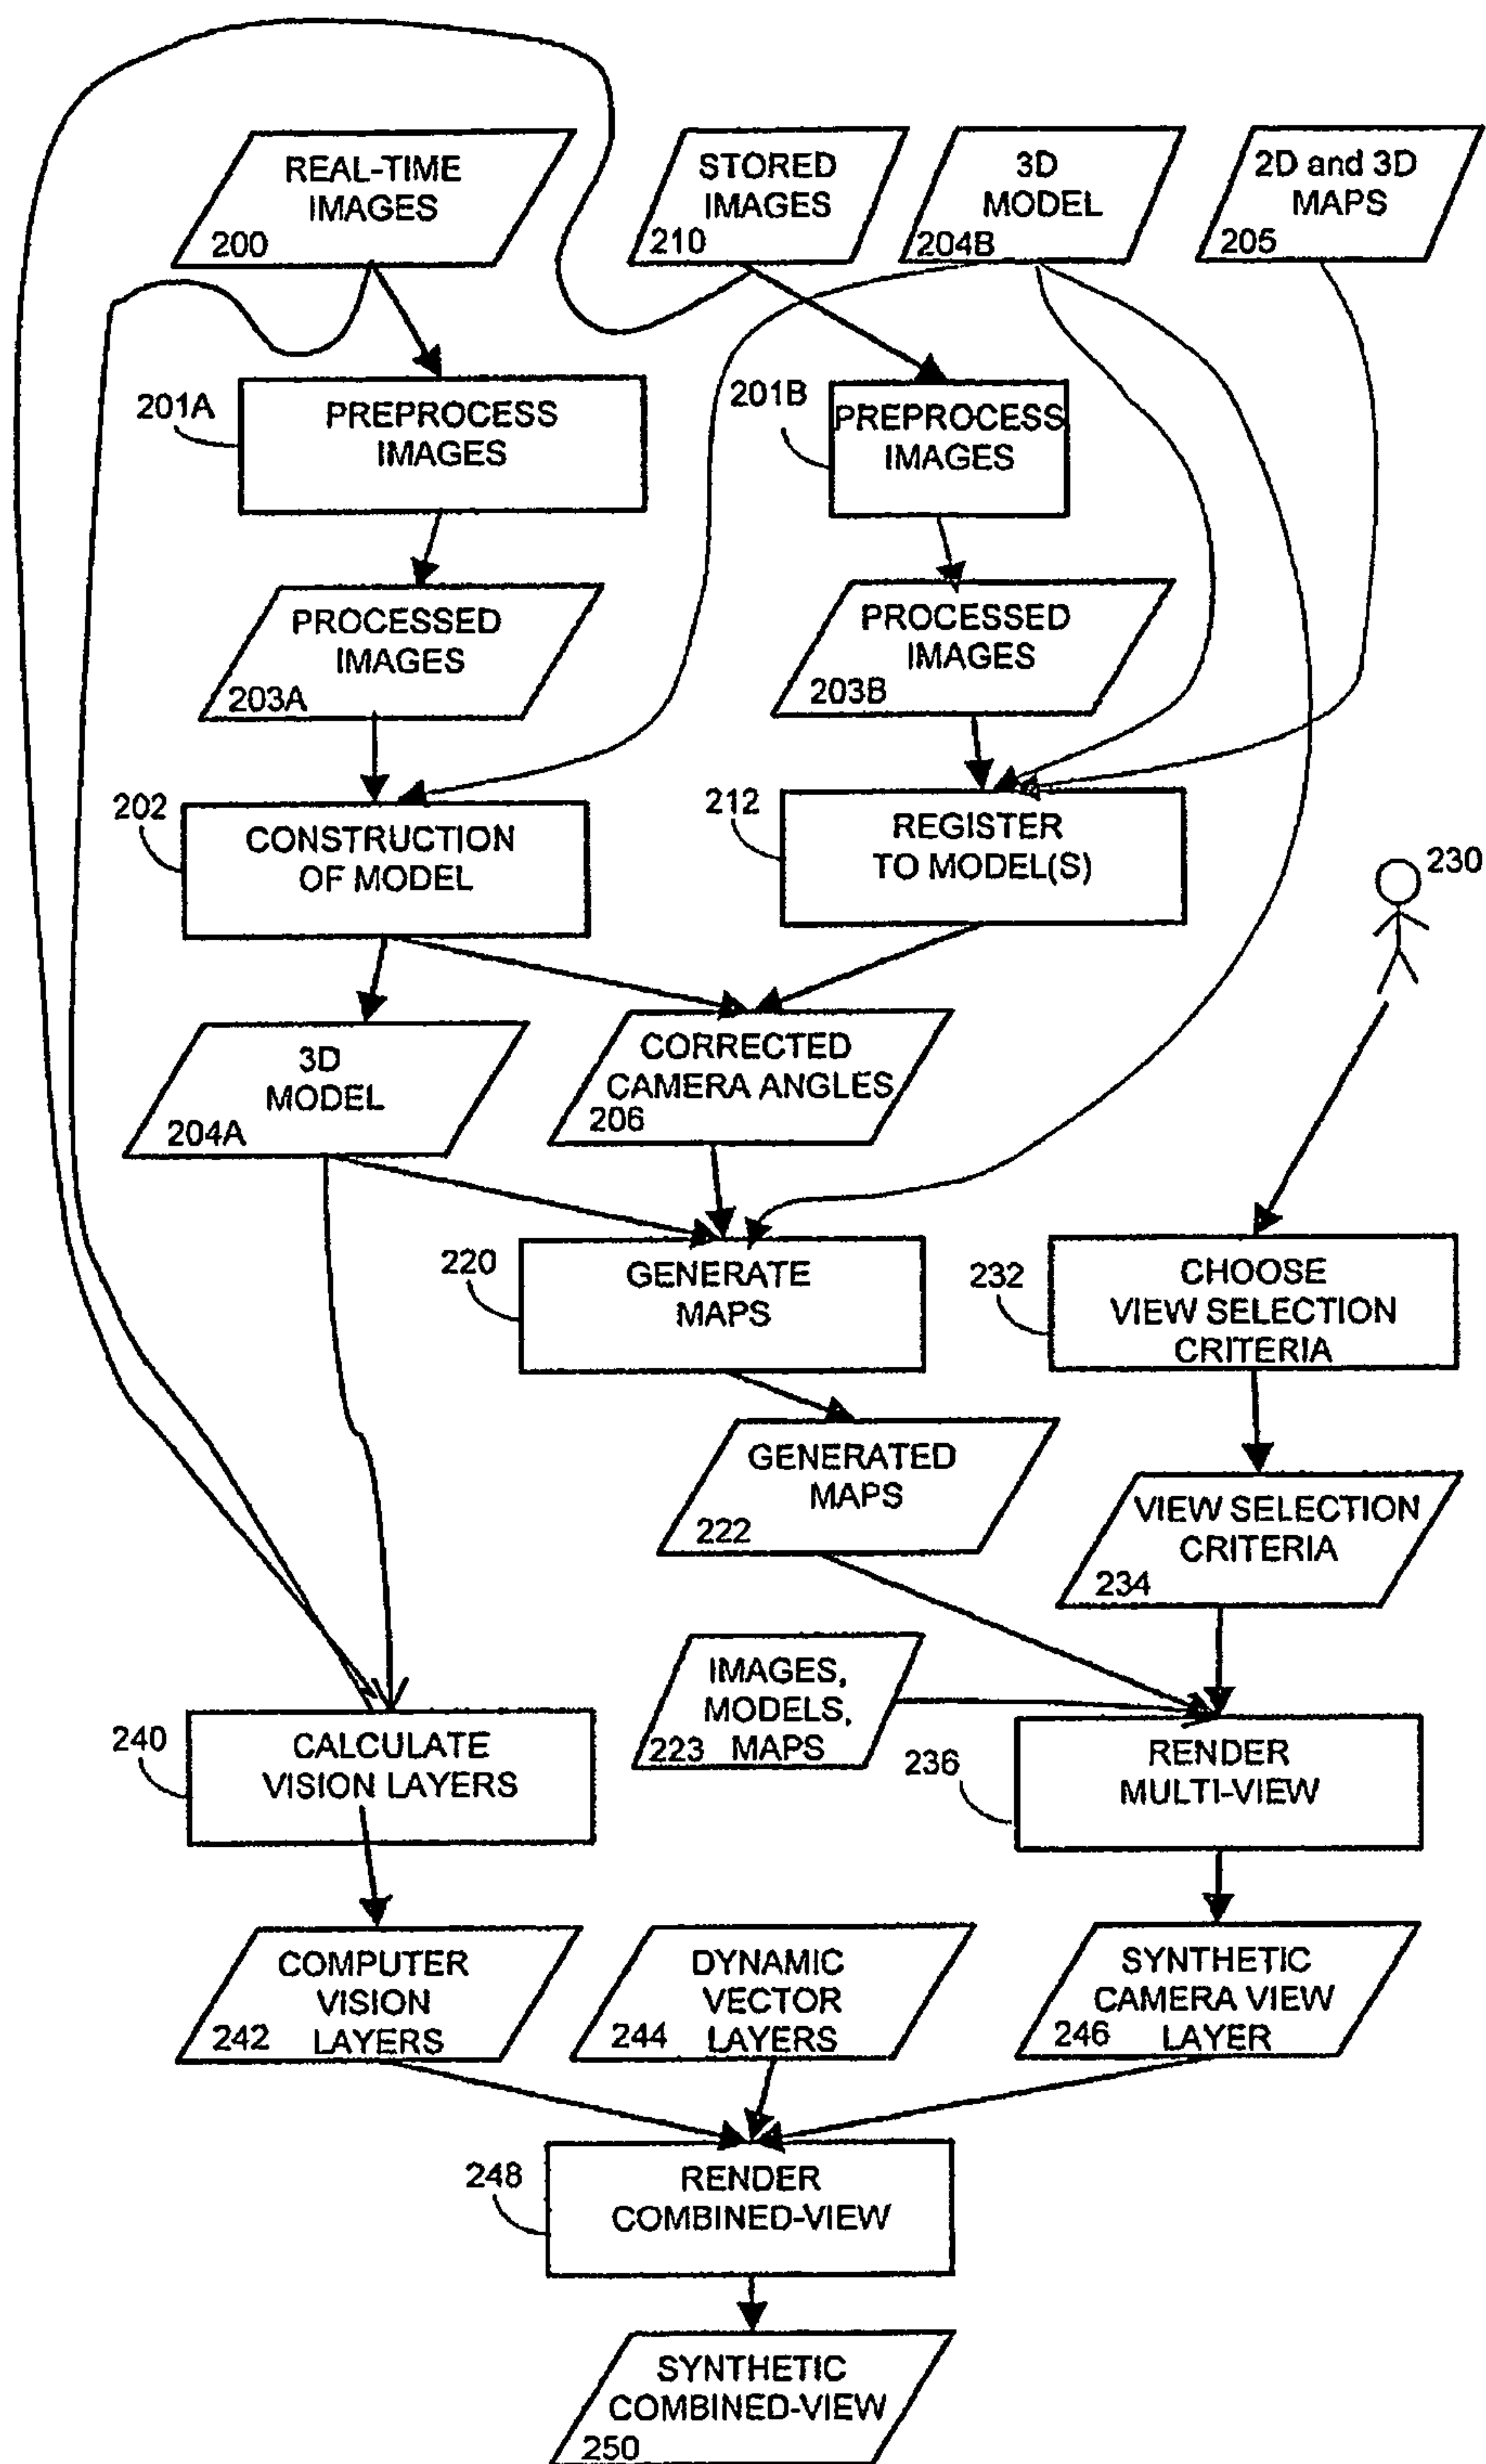 REAL-TIME
IMAGES
200
STORED
IMAGES
210
3D
MODEL
204B
2D and 3D
MAPS
205
201A
PREPROCESS
IMAGES
201B
PREPROCESS
IMAGES
PROCESSED
IMAGES
203A
PROCESSED
IMAGES
203B
202
CONSTRUCTION
OF MODEL
212
REGISTER
TO MODEL(S)
230
3D
MODEL
204A
CORRECTED
CAMERA ANGLES
206
220
GENERATE
MAPS
232
CHOOSE
VIEW SELECTION
CRITERIA
GENERATED
MAPS
222
VIEW SELECTION
CRITERIA
234
IMAGES,
MODELS,
223 MAPS
240
CALCULATE
VISION LAYERS
236
RENDER
MULTI-VIEW
COMPUTER
VISION
242 LAYERS
DYNAMIC
VECTOR
244 LAYERS
SYNTHETIC
CAMERA VIEW
246 LAYER
248
RENDER
COMBINED-VIEW
SYNTHETIC
COMBINED-VIEW
250